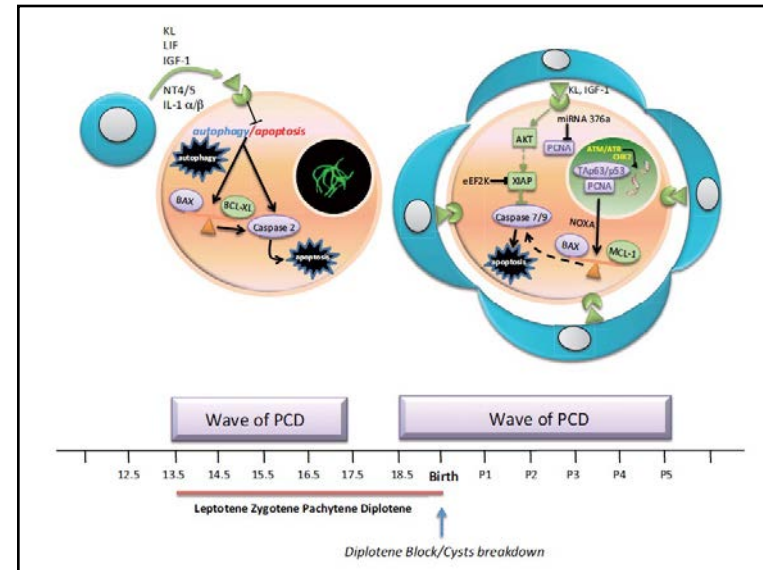 KL
LIF
IGF-1
NT4/5
IL-1 α/β
autophagy/apoptosis
autophagy
BAX
BCL-XL
Caspase 2
apoptosis
KL, IGF-1
miRNA 376a
AKT
PCNA
ATM/ATR
CHK2
TAp63/p53
PCNA
eEF2K
XIAP
Caspase 7/9
NOXA
BAX
MCL-1
apoptosis
Wave of PCD
Wave of PCD
12.5 13.5 14.5 15.5 16.5 17.5 18.5 Birth P1 P2 P3 P4 P5
Leptotene Zygotene Pachytene Diplotene
Diplotene Block/Cysts breakdown